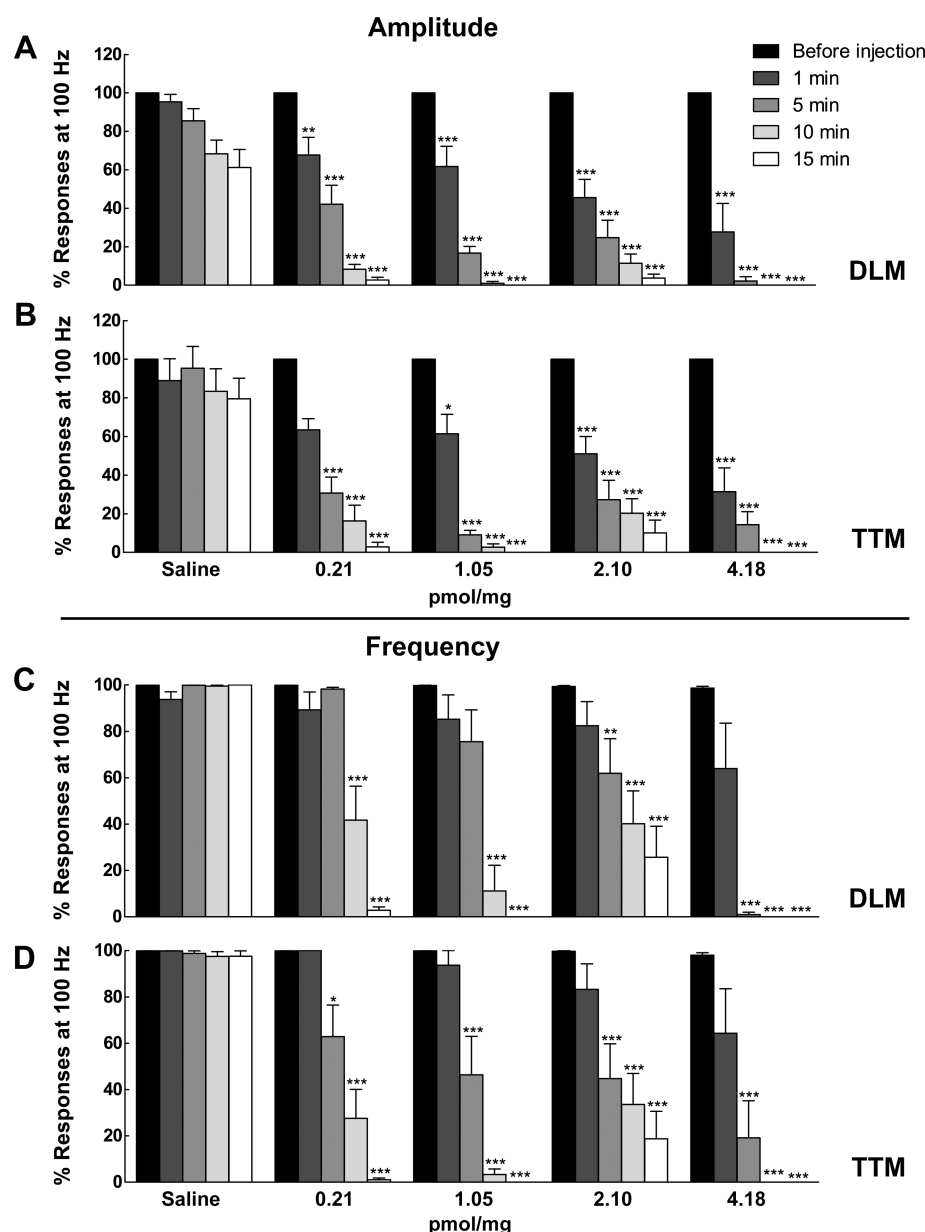 Amplitude
A
% Responses at 100 Hz
120
100
80
60
40
20
0
Before injection
1 min
5 min
10 min
15 min
** *** *** ***
*** *** *** ***
*** *** *** ***
*** *** *** ***
DLM
B
% Responses at 100 Hz
120
100
80
60
40
20
0
*** *** ***
* *** *** ***
*** *** *** ***
*** *** *** ***
TTM
Saline 0.21 1.05 2.10 4.18
pmol/mg
Frequency
C
% Responses at 100 Hz
100
80
60
40
20
0
*** ***
*** ***
** *** ***
*** *** ***
DLM
D
% Responses at 100 Hz
100
80
60
40
20
0
* *** ***
*** *** ***
*** *** ***
*** *** ***
TTM
Saline 0.21 1.05 2.10 4.18
pmol/mg